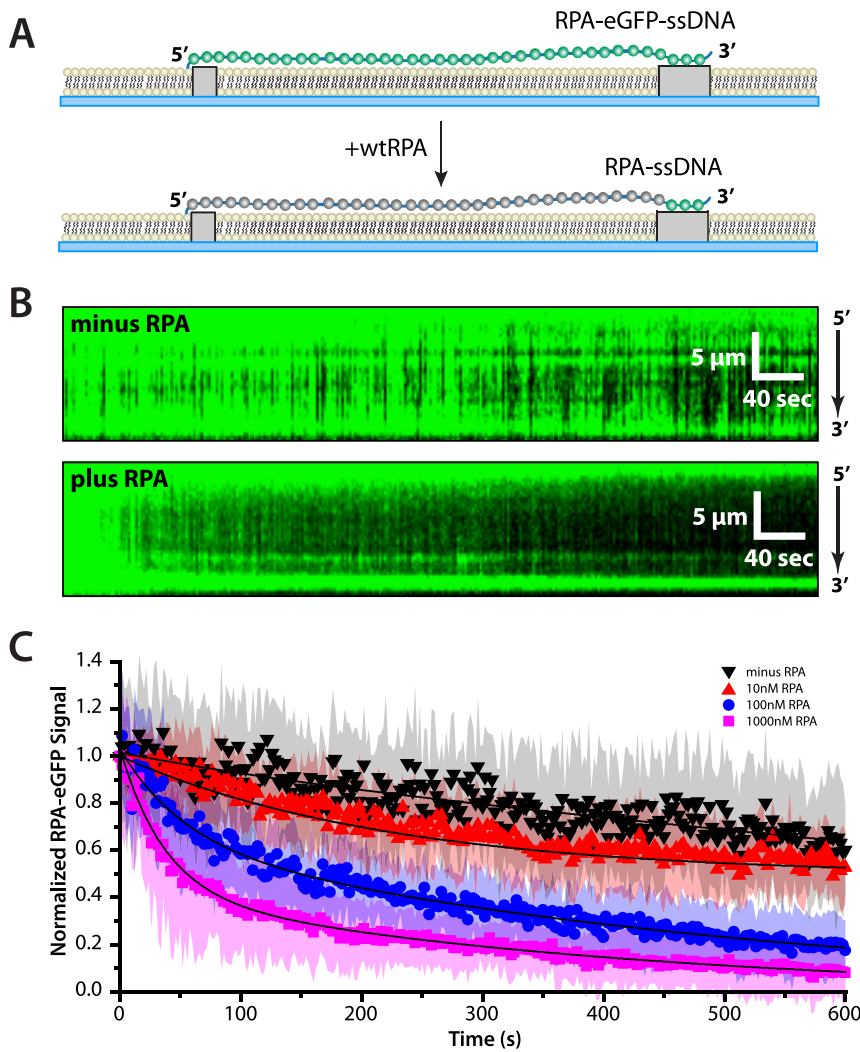 A
RPA-eGFP-ssDNA
5′
3′
+wtRPA
RPA-ssDNA
5′
3′
B
minus RPA
5 μm
40 sec
5′
3′
plus RPA
5 μm
40 sec
5′
3′
C
Normalized RPA-eGFP Signal
1.4
1.2
1.0
0.8
0.6
0.4
0.2
0.0
minus RPA
10nM RPA
100nM RPA
1000nM RPA
0
100
200
300
400
500
600
Time (s)